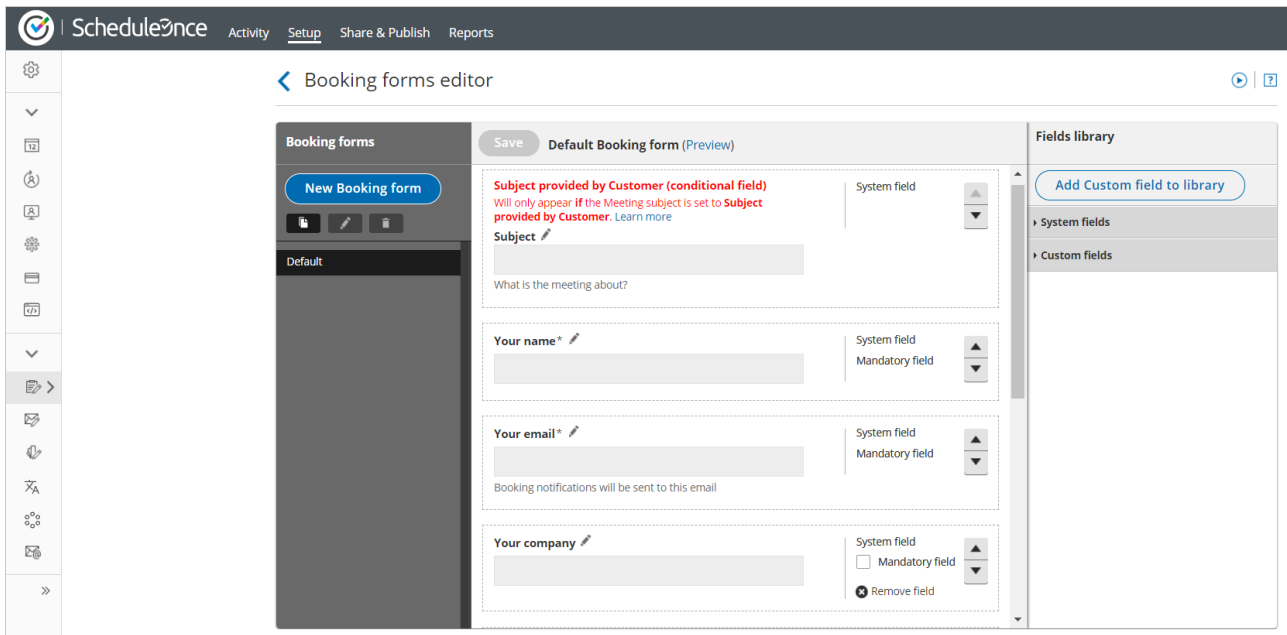 ScheduleOnce
Activity Setup Share & Publish Reports
Booking forms editor
?
12
Booking forms
Save Default Booking form (Preview)
Fields library
New Booking form
Default
Subject provided by Customer (conditional field)
Will only appear if the Meeting subject is set to Subject
provided by Customer. Learn more
System field
Subject
What is the meeting about?
Your name*
System field
Mandatory field
Your email*
System field
Mandatory field
Booking notifications will be sent to this email
Your company
System field
Mandatory field
Remove field
Add Custom field to library
System fields
Custom fields